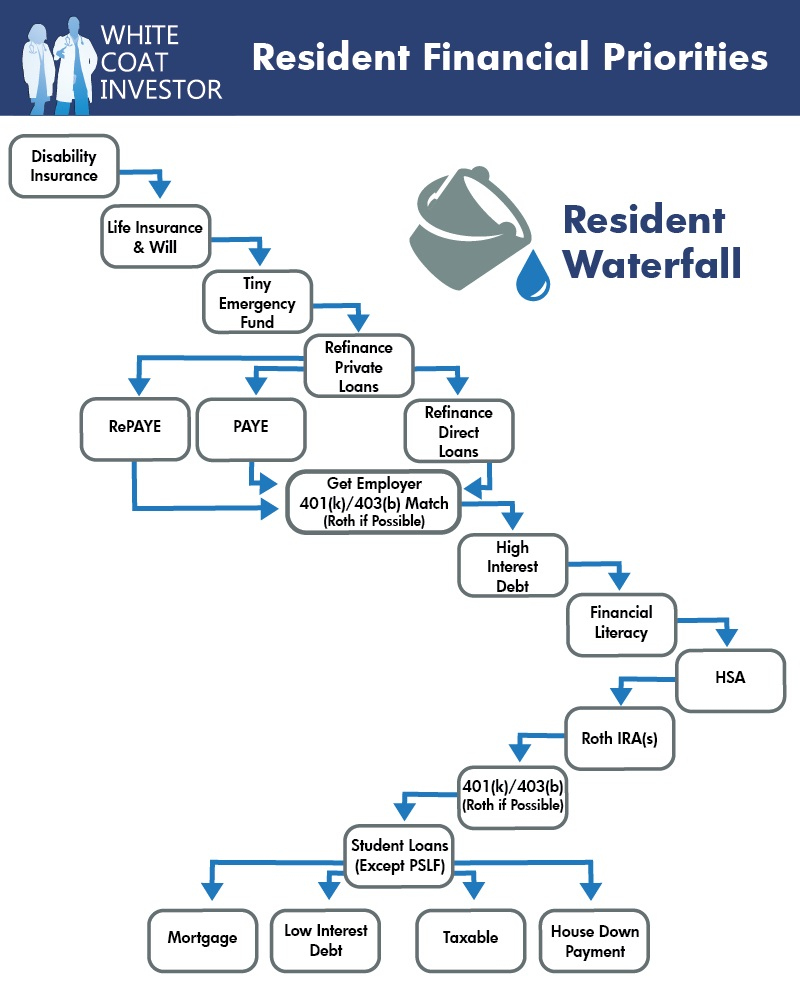 WHITE
COAT
INVESTOR
Resident Financial Priorities
Disability
Insurance
Resident
Waterfall
Life Insurance
& Will
Tiny
Emergency
Fund
Refinance
Private
Loans
RePAYE
PAYE
Refinance
Direct
Loans
Get Employer
401(k)/403(b) Match
(Roth if Possible)
High
Interest
Debt
Financial
Literacy
HSA
Roth IRA(s)
401(k)/403(b)
(Roth if Possible)
Student Loans
(Except PSLF)
Mortgage
Low Interest
Debt
Taxable
House Down
Payment